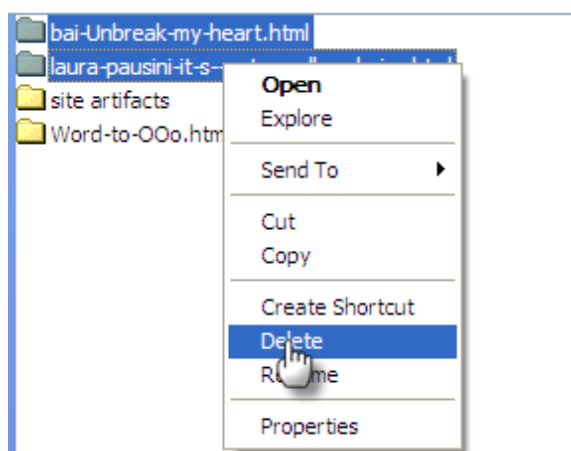 bai-Unbreak-my-heart.html
laura-pausini-it-s-
site artifacts
Word-to-OOo.htm
Open
Explore
Send To
Cut
Copy
Create Shortcut
Delete
Rename
Properties